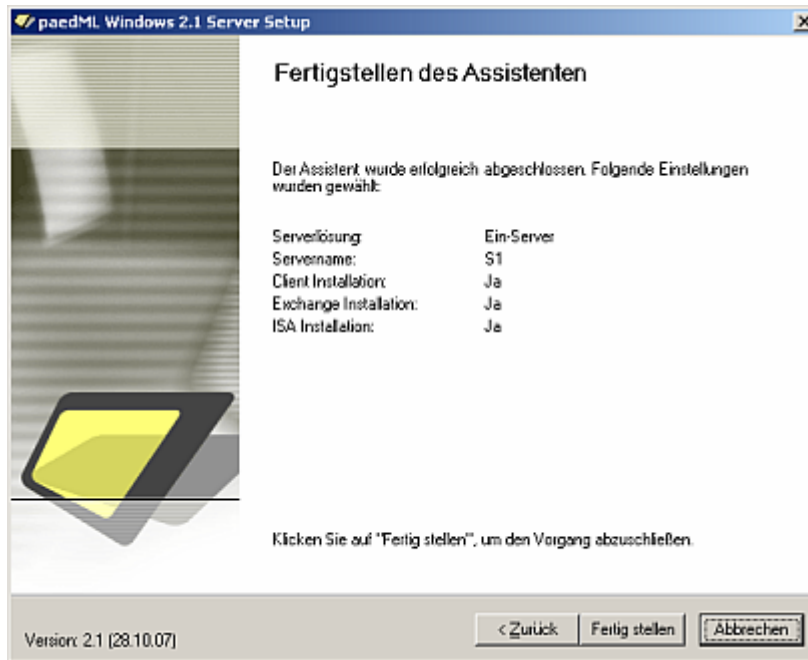 paedML Windows 2.1 Server Setup
Fertigstellen des Assistenten
Der Assistent wurde erfolgreich abgeschlossen. Folgende Einstellungen
wurden gewählt:
Serverlösung: Ein-Server
Servername: S1
Client Installation: Ja
Exchange Installation: Ja
ISA Installation: Ja
Klicken Sie auf "Fertig stellen", um den Vorgang abzuschließen.
Version: 2.1 (28.10.07)
< Zurück Fertig stellen Abbrechen